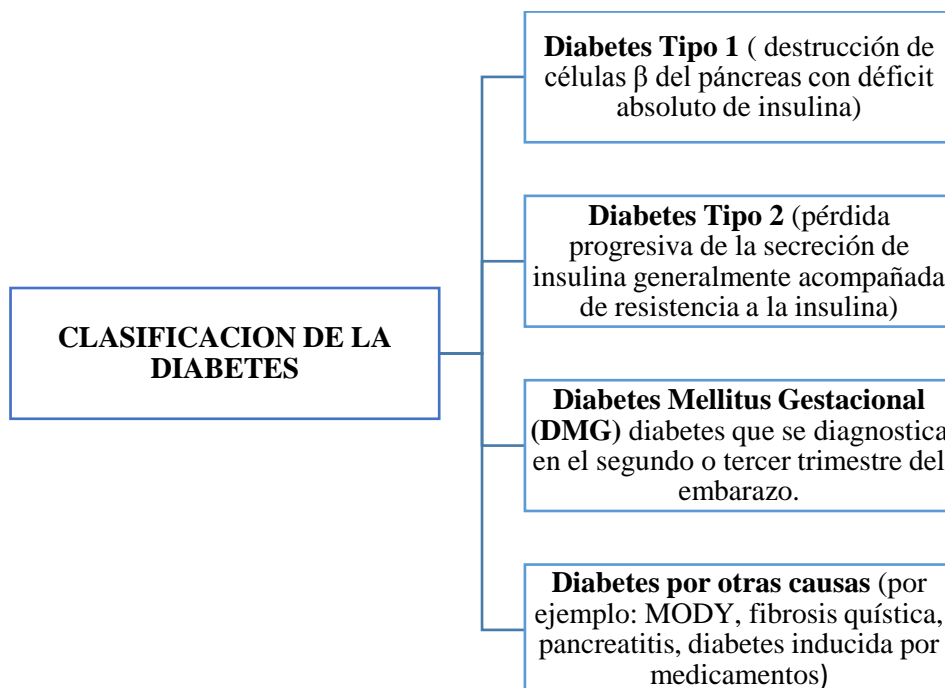 CLASIFICACION DE LA
DIABETES
Diabetes Tipo 1 ( destrucción de
células β del páncreas con déficit
absoluto de insulina)
Diabetes Tipo 2 (pérdida
progresiva de la secreción de
insulina generalmente acompañada
de resistencia a la insulina)
Diabetes Mellitus Gestacional
(DMG) diabetes que se diagnostica
en el segundo o tercer trimestre del
embarazo.
Diabetes por otras causas (por
ejemplo: MODY, fibrosis quística,
pancreatitis, diabetes inducida por
medicamentos)